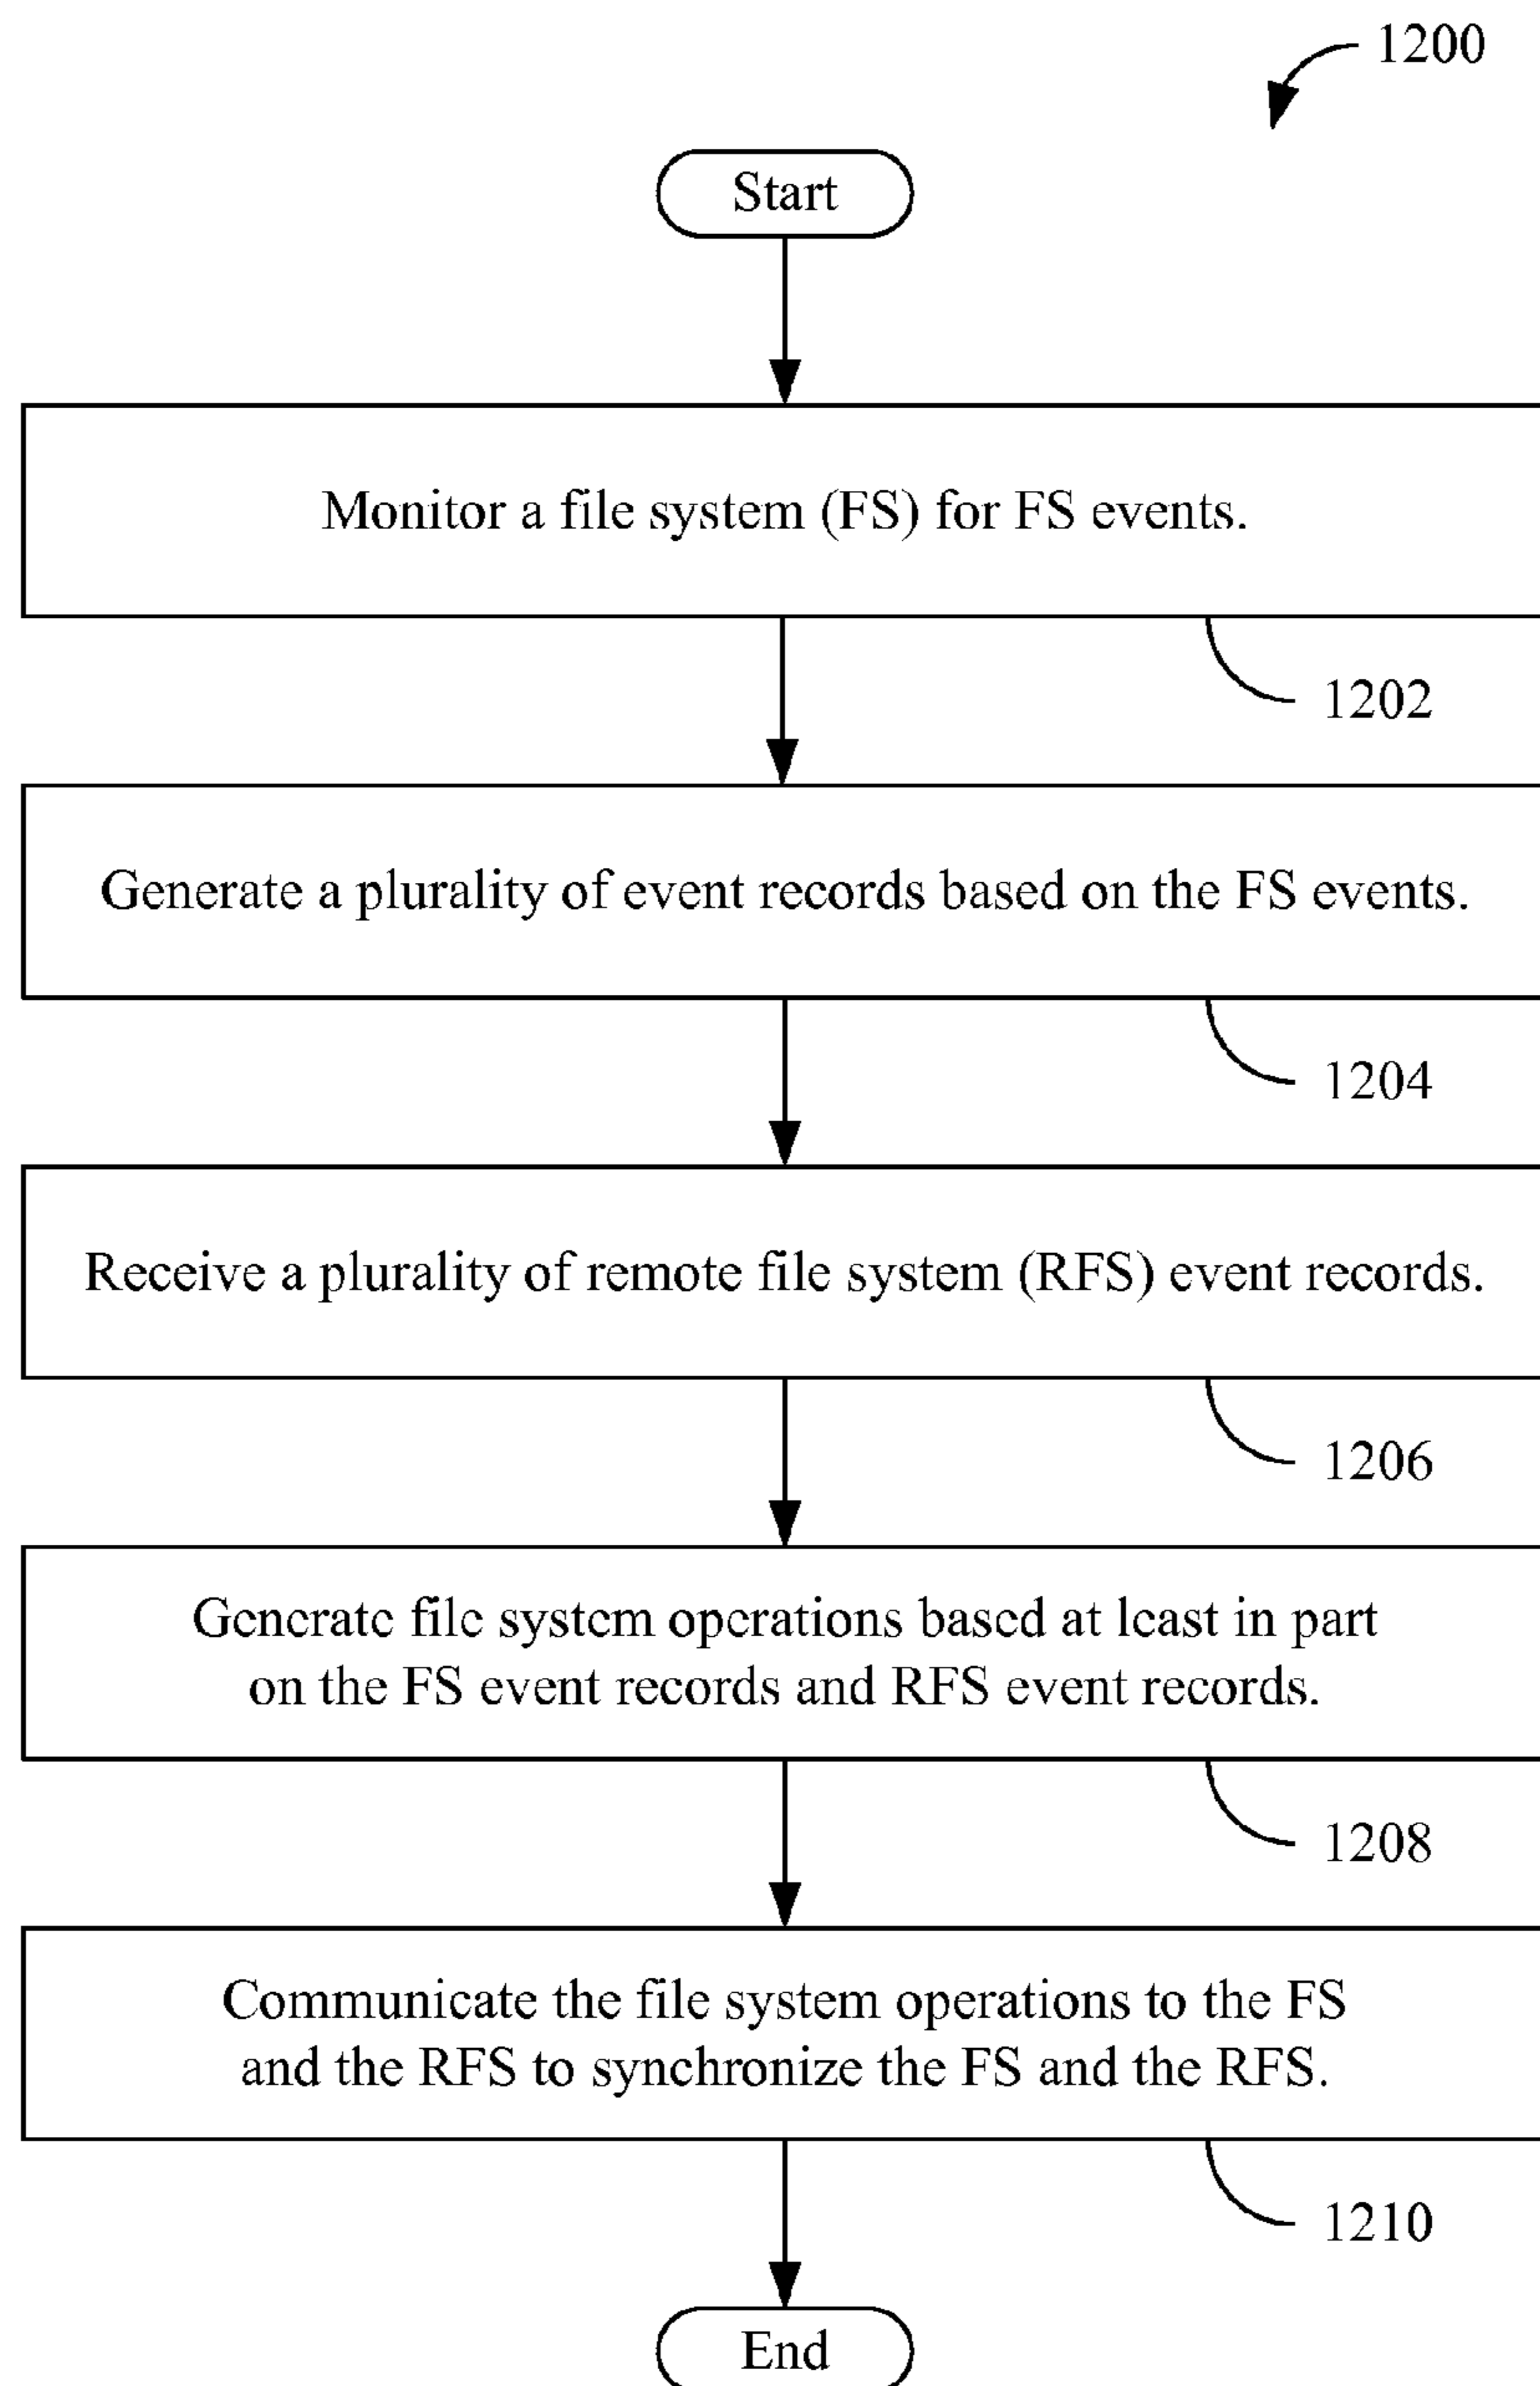 1200
Start
Monitor a file system (FS) for FS events.
1202
Generate a plurality of event records based on the FS events.
1204
Receive a plurality of remote file system (RFS) event records.
1206
Generate file system operations based at least in part
on the FS event records and RFS event records.
1208
Communicate the file system operations to the FS
and the RFS to synchronize the FS and the RFS.
1210
End